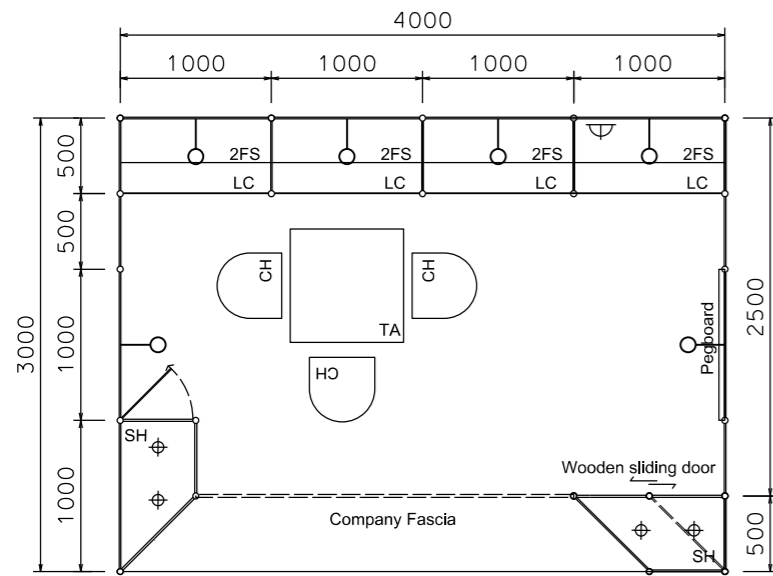 4000
1000 1000 1000 1000
500
2FS 2FS 2FS 2FS
LC LC LC LC
500
CH CH
TA
3000
1000
2500
Pegboard
CH
SH
Wooden sliding door
1000
Company Fascia
500
SH